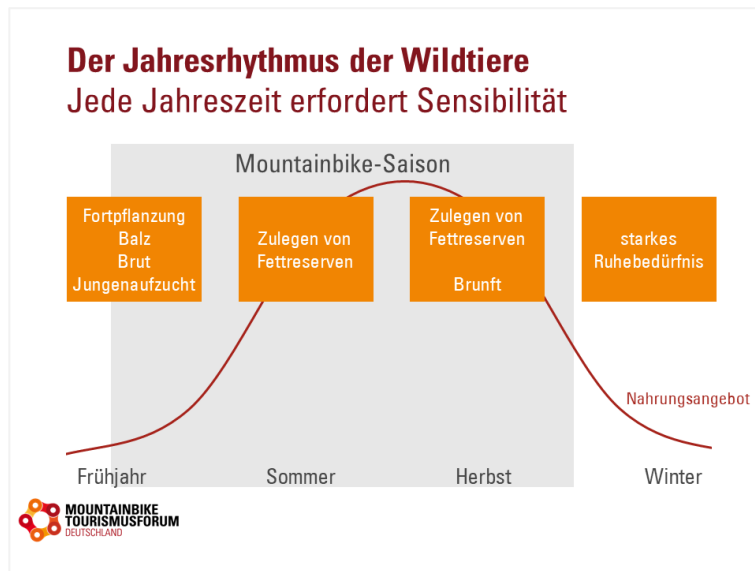 Der Jahresrhythmus der Wildtiere
Jede Jahreszeit erfordert Sensibilität
Mountainbike-Saison
Fortpflanzung
Balz
Brut
Jungenaufzucht
Zulegen von
Fettreserven
Zulegen von
Fettreserven
Brunft
starkes
Ruhebedürfnis
Nahrungsangebot
Frühjahr
Sommer
Herbst
Winter
MOUNTAINBIKE
TOURISMUSFORUM
DEUTSCHLAND